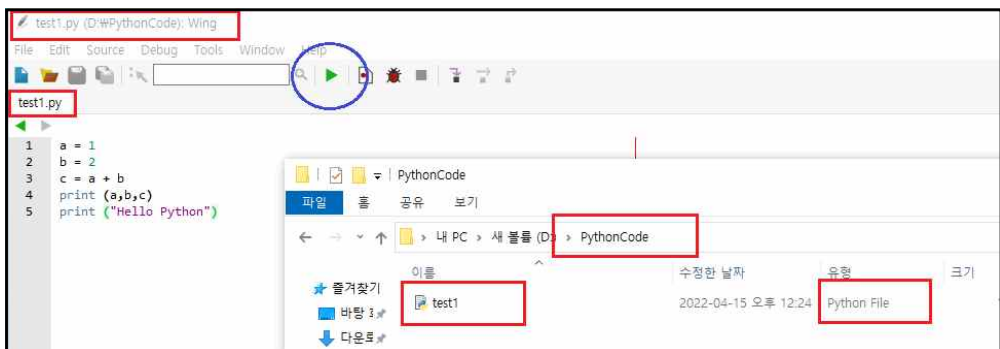 test1.py (D:\PythonCode): Wing
File Edit Source Debug Tools Window Help
test1.py
1 a = 1
2 b = 2
3 c = a + b
4 print (a,b,c)
5 print ("Hello Python")
PythonCode
파일 홈 공유 보기
내 PC > 새 볼륨 (D: > PythonCode
이름 수정한 날짜 유형 크기
즐겨찾기
test1 2022-04-15 오후 12:24 Python File
바탕
다운로